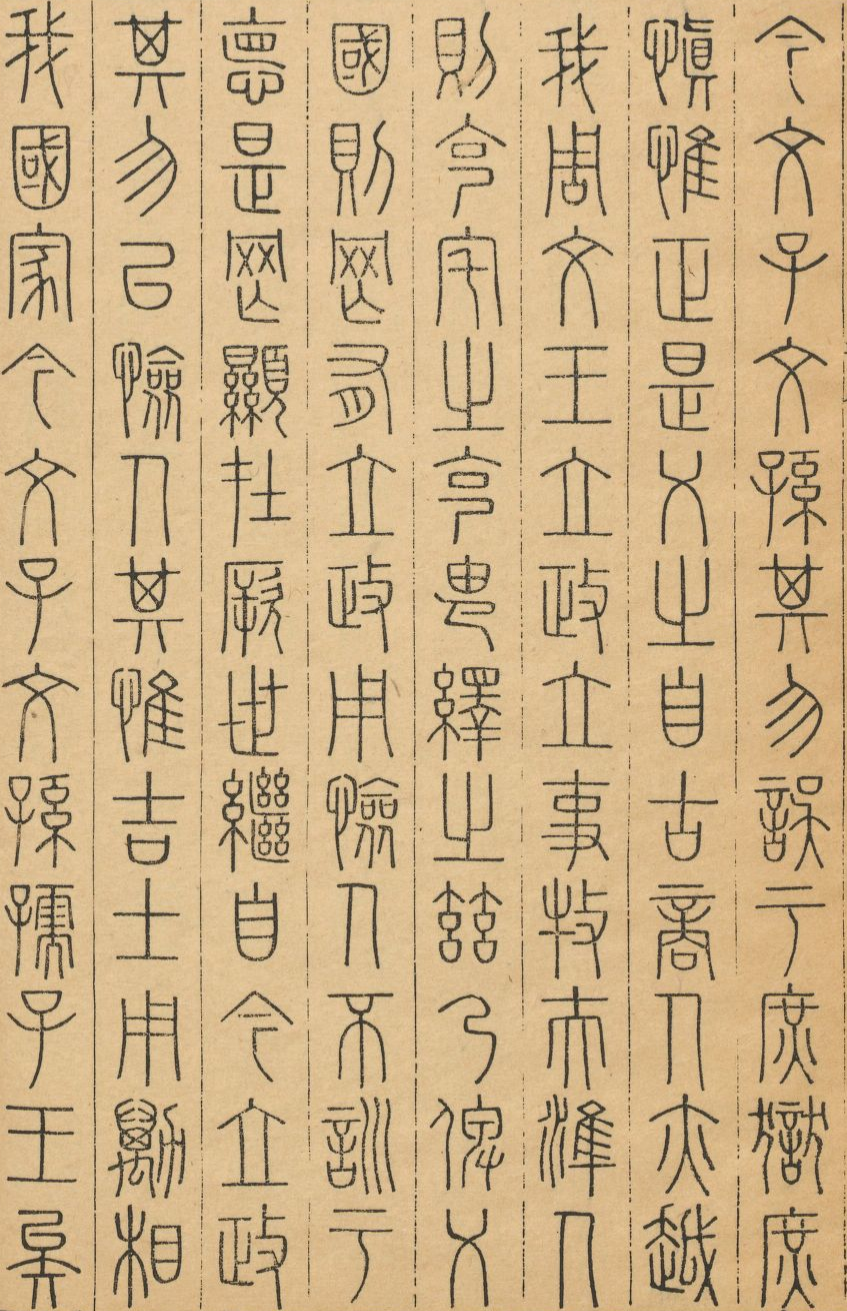 今文子文孫其勿誤于庶獄庶
慎惟正是乂之自古商人亦越
我周文王立政立事牧夫準人
則克宅之克由繹之茲乃俾乂
國則罔有立政用憸人不訓于
悳是罔顯在厥世繼自今立政
其勿以憸人其惟吉士用勱相
我國家今文子文孫孺子王矣